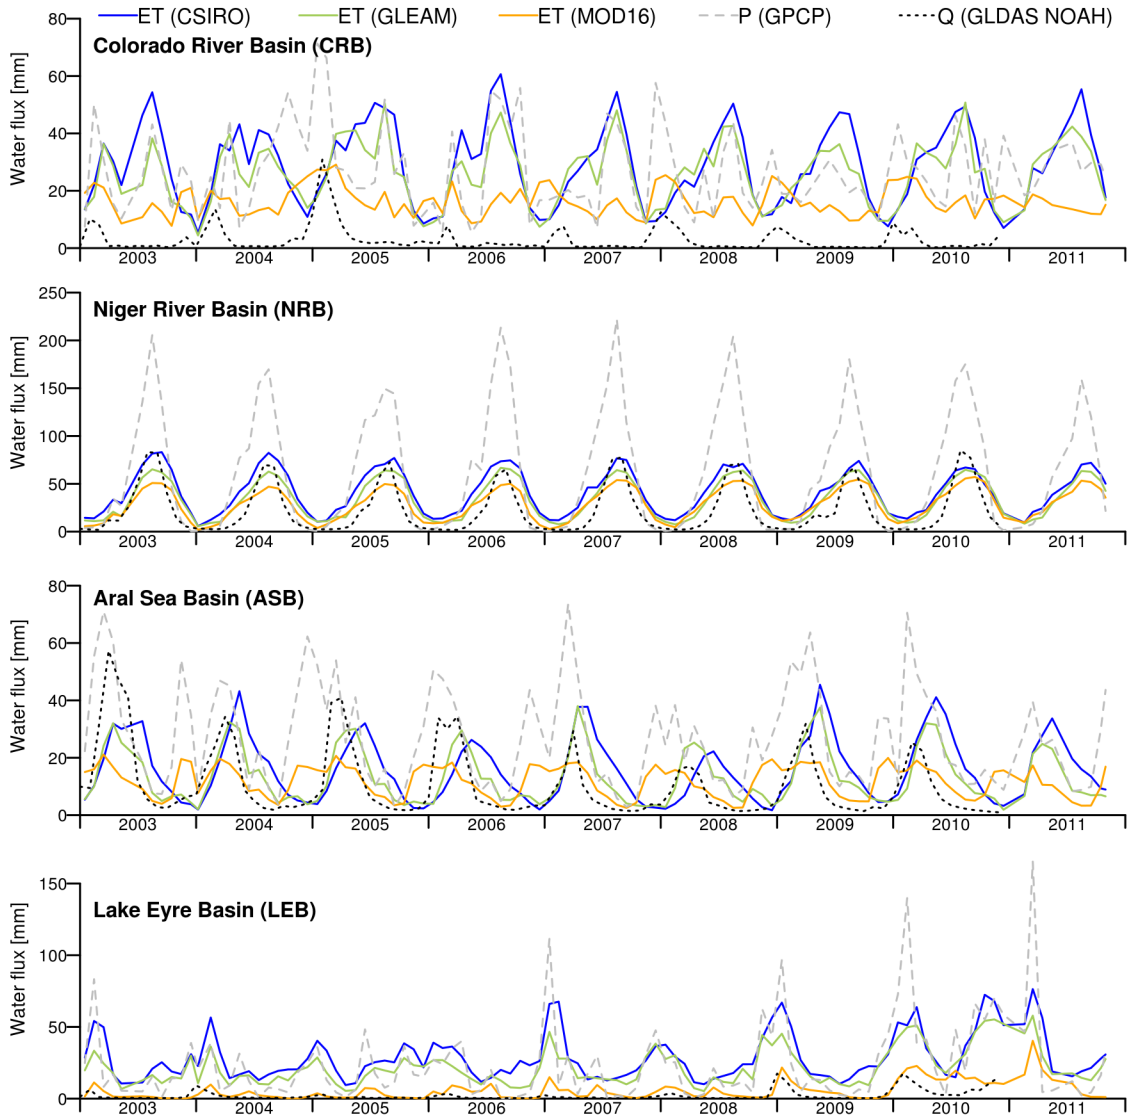 ET (CSIRO) ET (GLEAM) ET (MOD16) P (GPCP) Q (GLDAS NOAH)
Colorado River Basin (CRB)
Water flux [mm]
80
60
40
20
0
2003 2004 2005 2006 2007 2008 2009 2010 2011
Niger River Basin (NRB)
Water flux [mm]
250
200
150
100
50
0
2003 2004 2005 2006 2007 2008 2009 2010 2011
Aral Sea Basin (ASB)
Water flux [mm]
80
60
40
20
0
2003 2004 2005 2006 2007 2008 2009 2010 2011
Lake Eyre Basin (LEB)
Water flux [mm]
150
100
50
0
2003 2004 2005 2006 2007 2008 2009 2010 2011